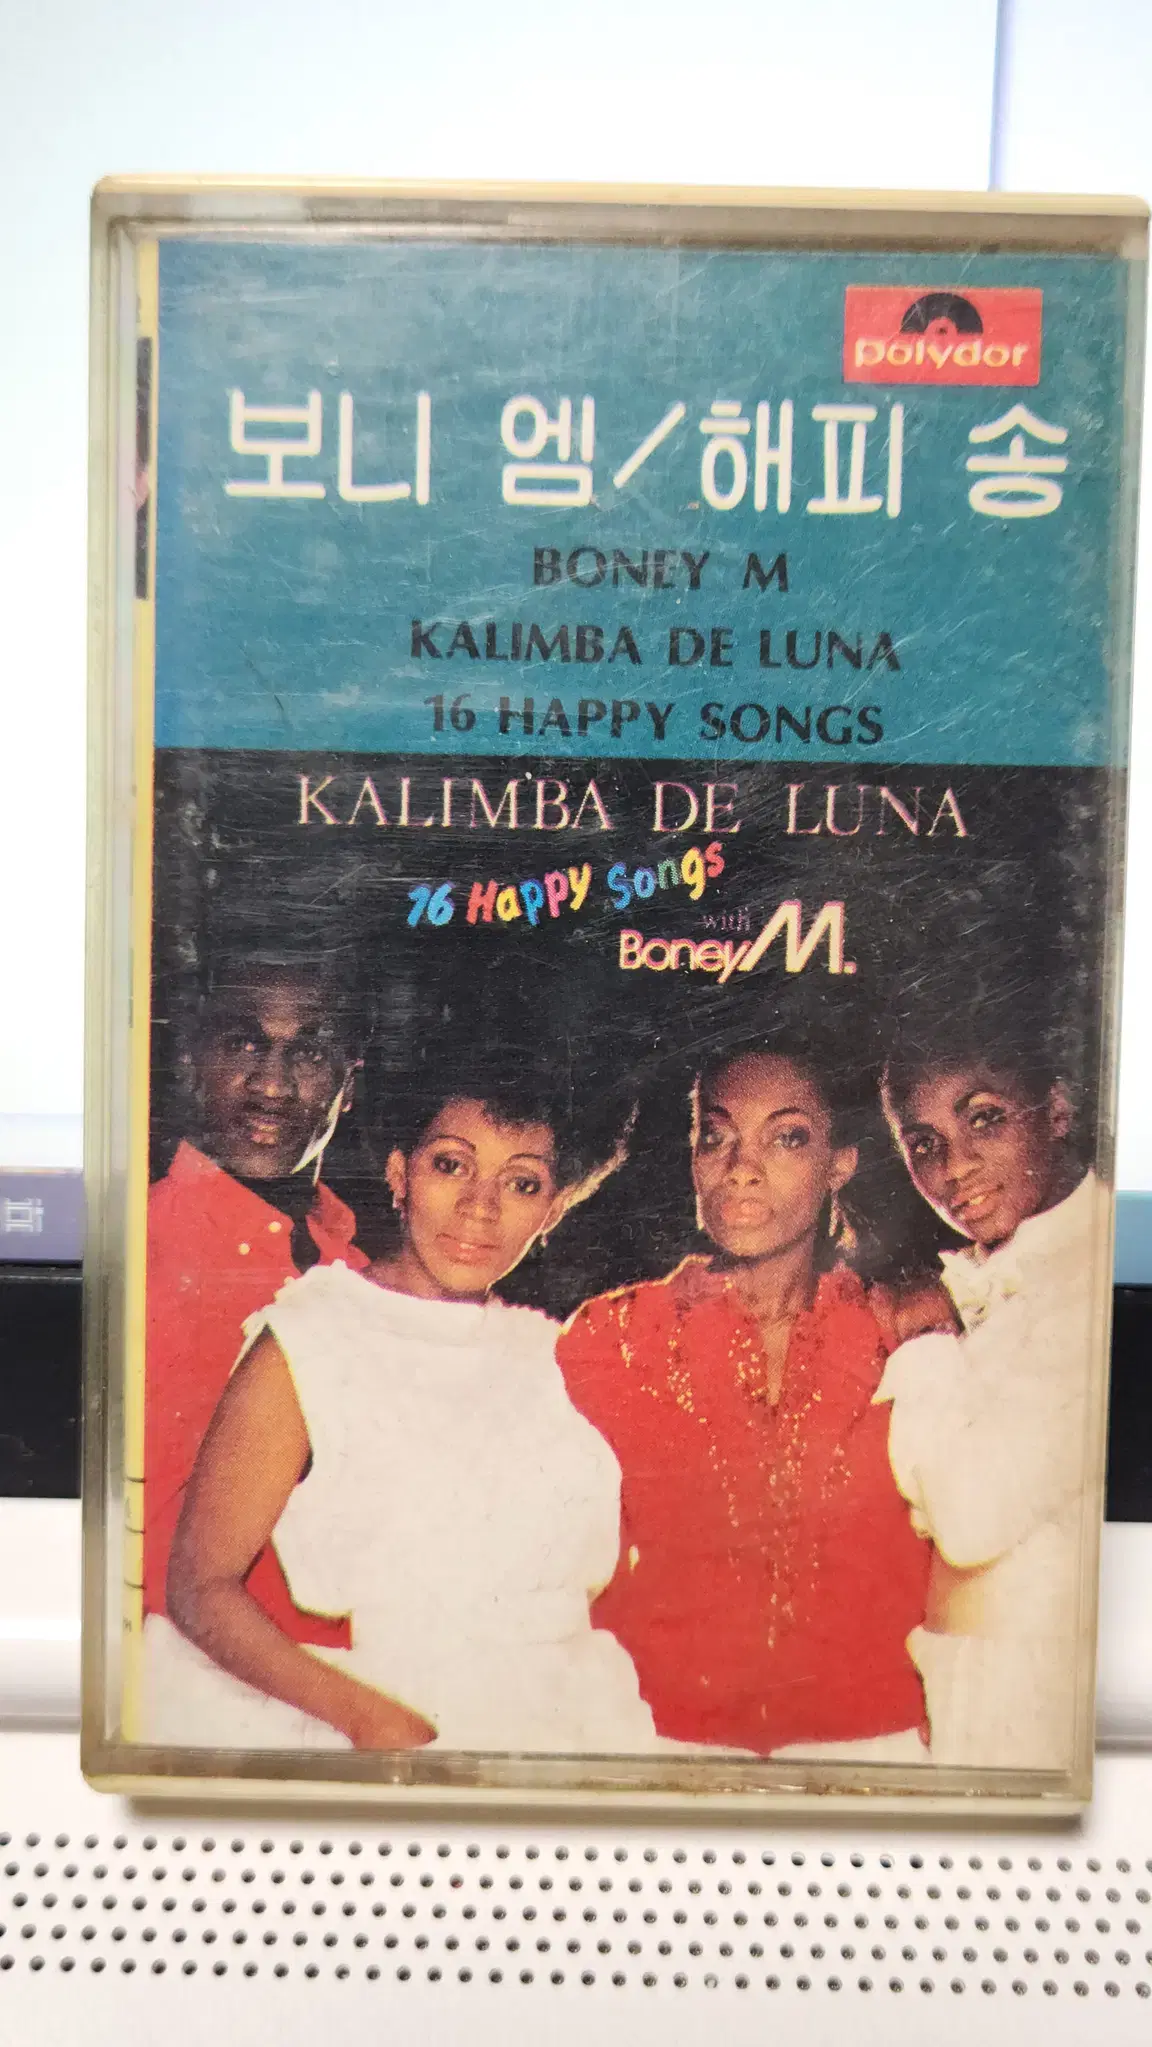 polydor
보니 엠/해피 송
BONEY M
KALIMBA DE LUNA
16 HAPPY SONGS
KALIMBA DE LUNA
16 Happy Songs
with
Boney M.